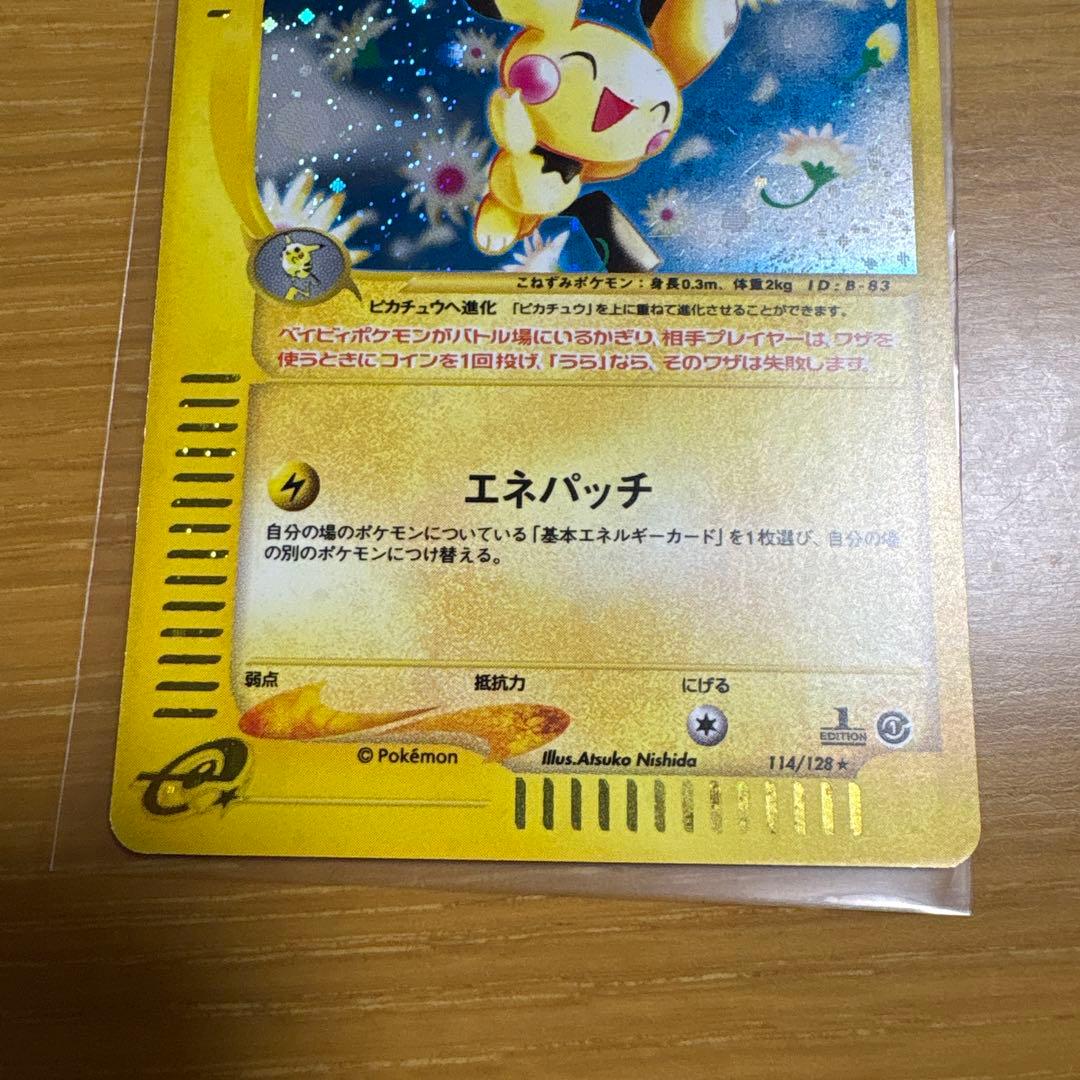 こねずみポケモン：身長0.3m、体重2kg ID:B-83
ピカチュウへ進化 「ピカチュウ」を上に重ねて進化させることができます。
ベイビィポケモンがバトル場にいるかぎり、相手プレイヤーは、ワザを
使うときにコインを1回投げ、「うら」なら、そのワザは失敗します。
エネパッチ
自分の場のポケモンについている「基本エネルギーカード」を1枚選び、自分の場
の別のポケモンにつけ替える。
弱点 抵抗力 にげる
1
EDITION
© Pokémon Illus.Atsuko Nishida 114/128★
e